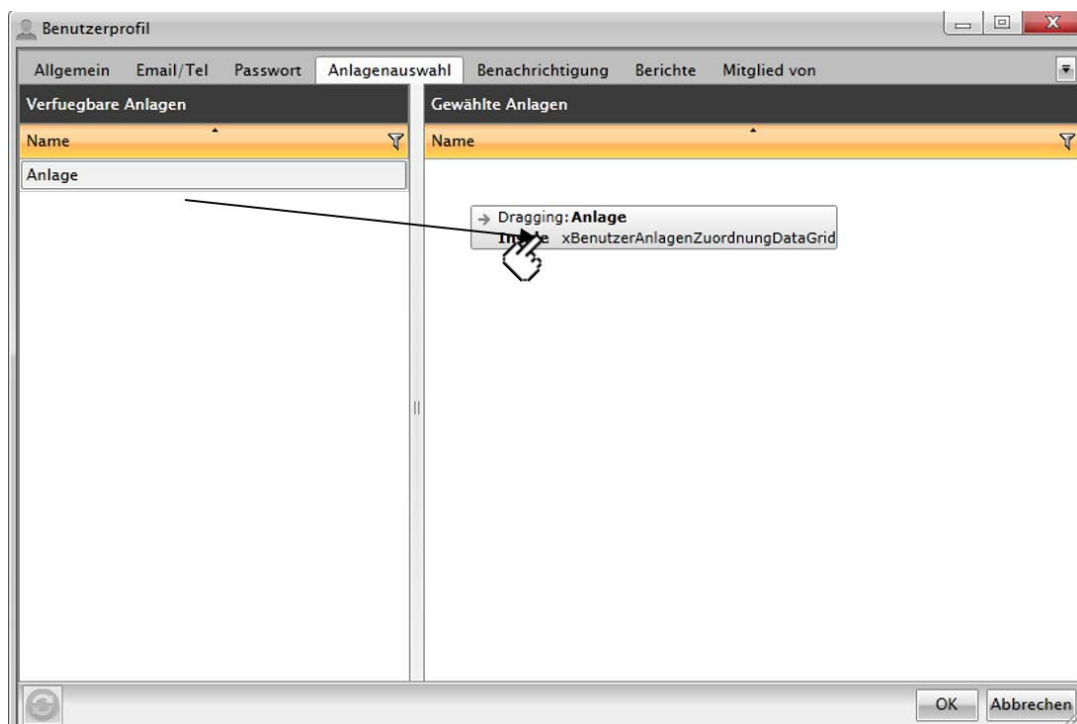 Benutzerprofil
Allgemein Email/Tel Passwort Anlagenauswahl Benachrichtigung Berichte Mitglied von
Verfuegbare Anlagen
Gewählte Anlagen
Name
Name
Anlage
Dragging: Anlage
xBenutzerAnlagenZuordnungDataGrid
OK Abbrechen